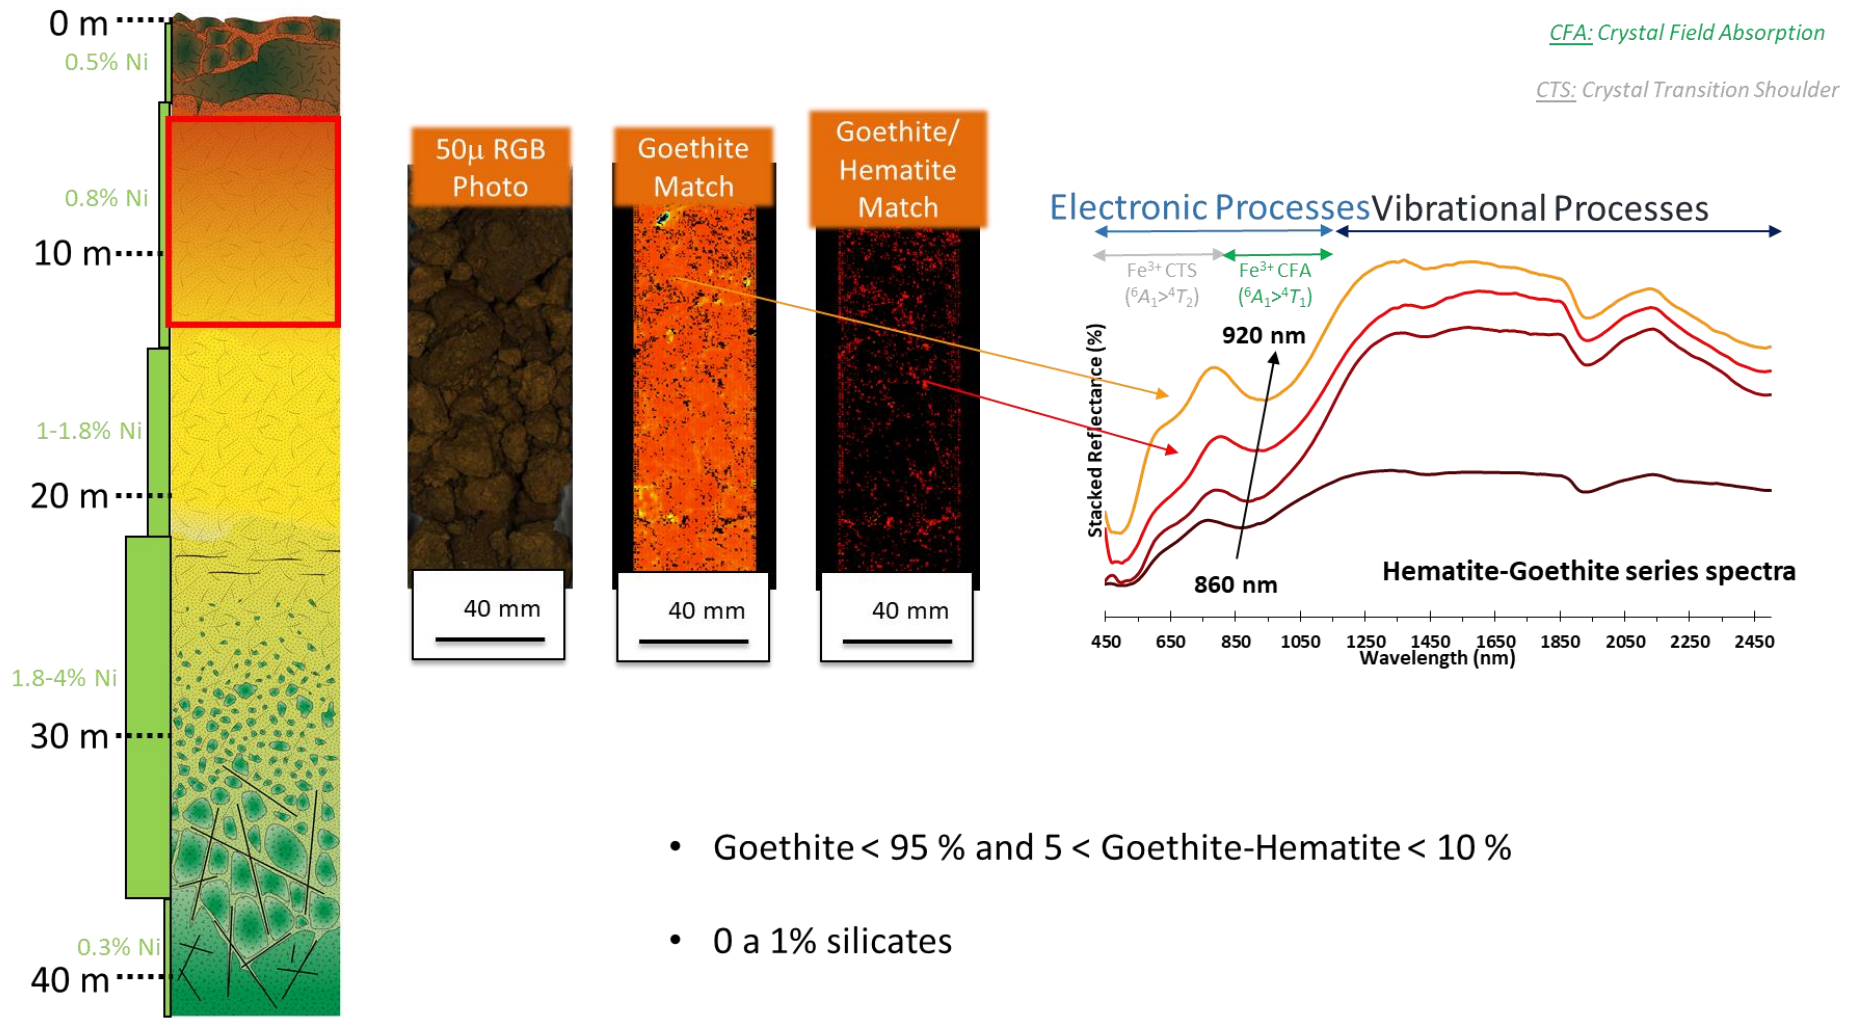 0 m
0.5% Ni
0.8% Ni
10 m
1-1.8% Ni
20 m
1.8-4% Ni
30 m
0.3% Ni
40 m
50µ RGB
Photo
40 mm
Goethite
Match
40 mm
Goethite/
Hematite
Match
40 mm
CFA: Crystal Field Absorption
CTS: Crystal Transition Shoulder
Electronic Processes
Vibrational Processes
Fe³⁺ CTS
(⁶A₁>⁴T₂)
Fe³⁺ CFA
(⁶A₁>⁴T₁)
920 nm
860 nm
Stacked Reflectance (%)
Hematite-Goethite series spectra
450 650 850 1050 1250 1450 1650 1850 2050 2250 2450
Wavelength (nm)
• Goethite < 95 % and 5 < Goethite-Hematite < 10 %
• 0 a 1% silicates